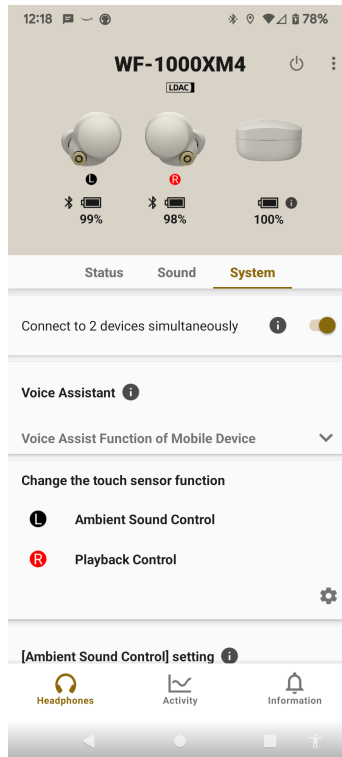 12:18 78%
WF-1000XM4
LDAC
L R
99% 98% 100%
Status Sound System
Connect to 2 devices simultaneously
Voice Assistant
Voice Assist Function of Mobile Device
Change the touch sensor function
L Ambient Sound Control
R Playback Control
[Ambient Sound Control] setting
Headphones Activity Information